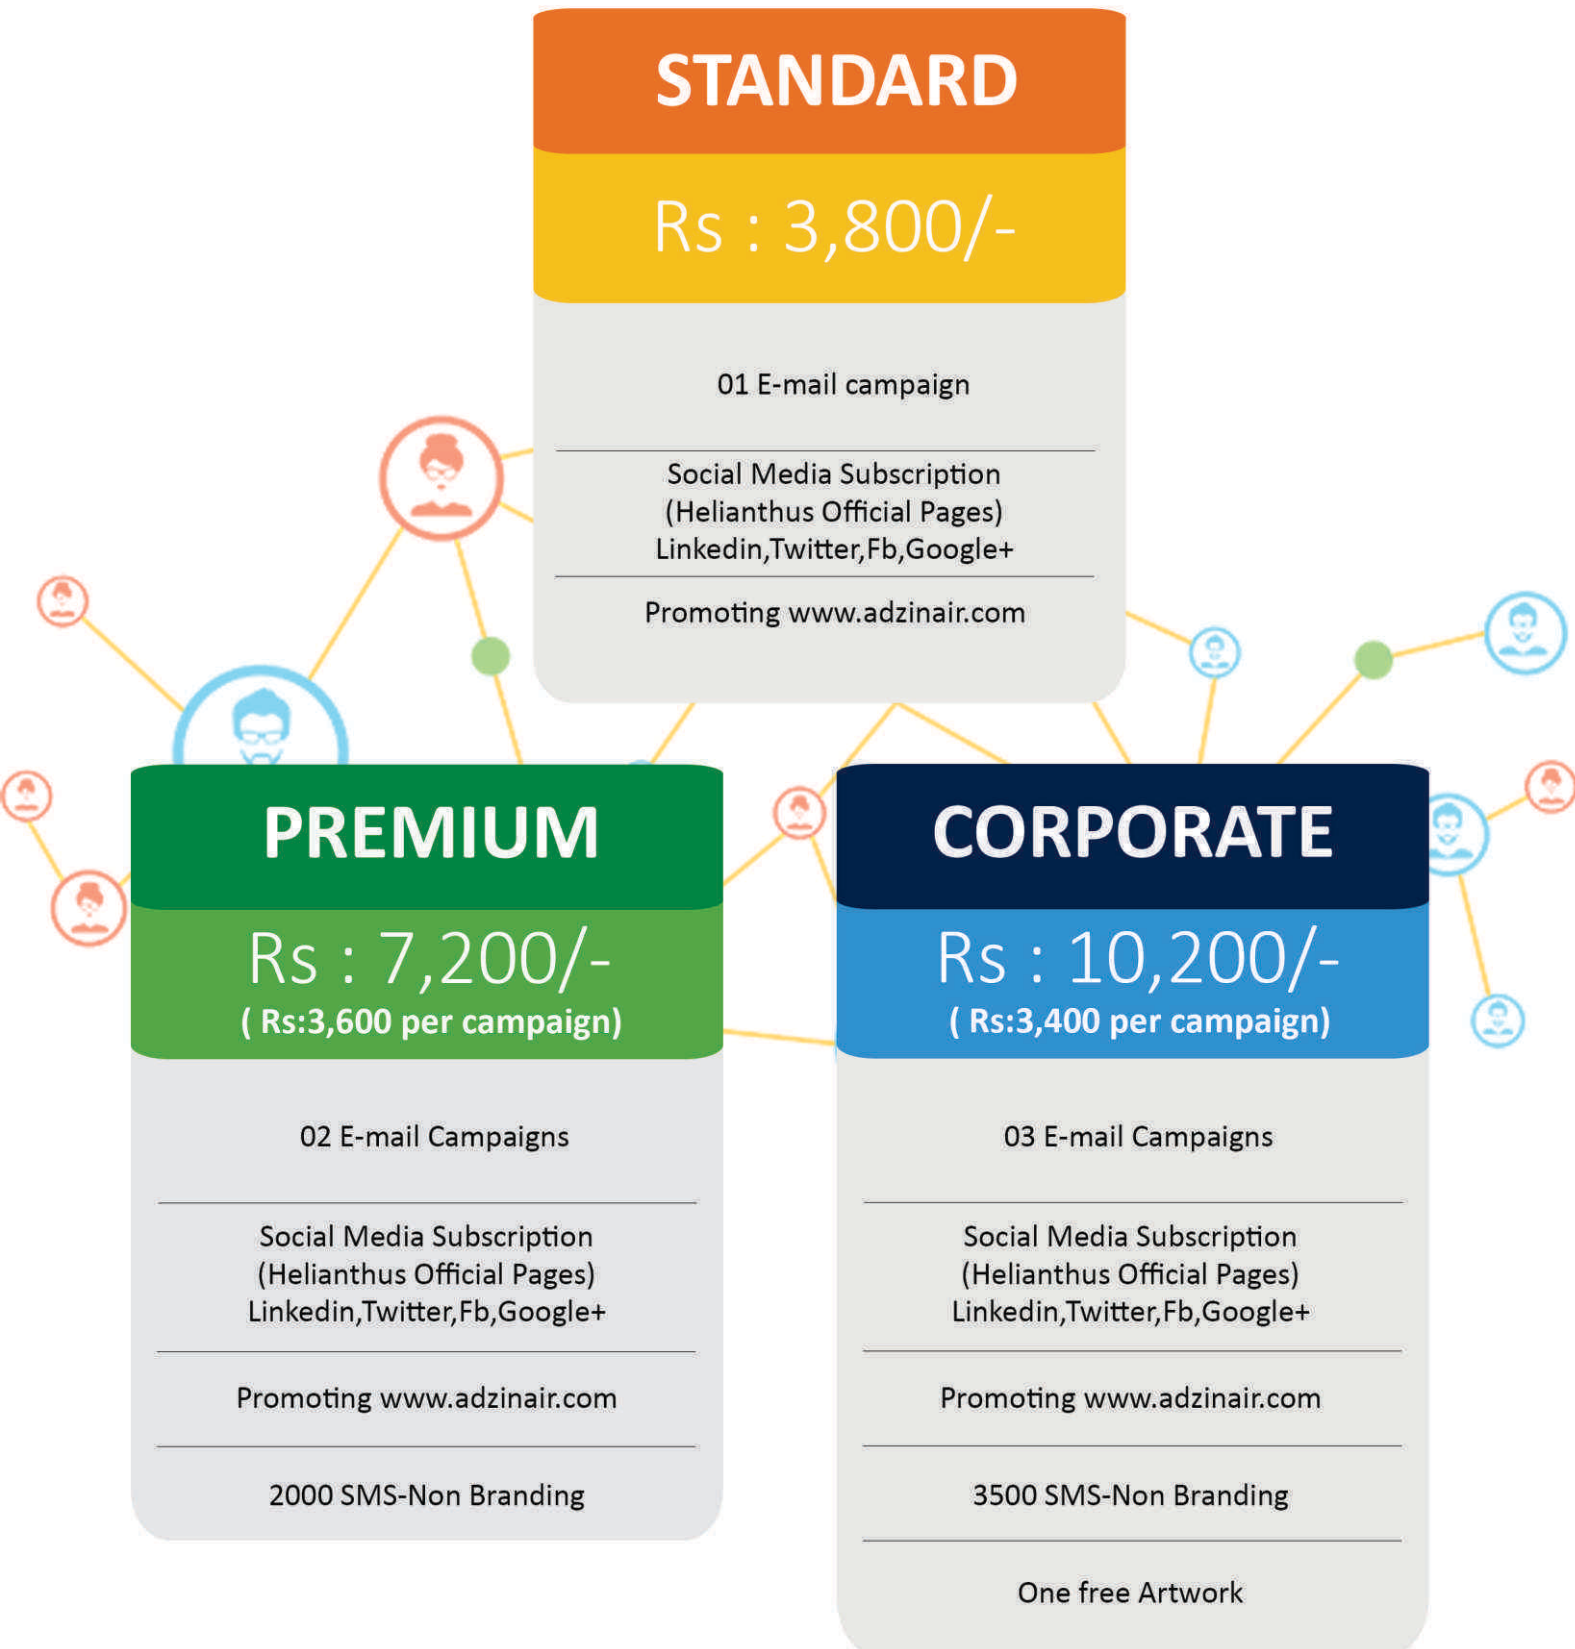 STANDARD
Rs : 3,800/-
01 E-mail campaign
Social Media Subscription
(Helianthus Official Pages)
Linkedin,Twitter,Fb,Google+
Promoting www.adzinair.com
PREMIUM
Rs : 7,200/-
( Rs:3,600 per campaign)
02 E-mail Campaigns
Social Media Subscription
(Helianthus Official Pages)
Linkedin,Twitter,Fb,Google+
Promoting www.adzinair.com
2000 SMS-Non Branding
CORPORATE
Rs : 10,200/-
( Rs:3,400 per campaign)
03 E-mail Campaigns
Social Media Subscription
(Helianthus Official Pages)
Linkedin,Twitter,Fb,Google+
Promoting www.adzinair.com
3500 SMS-Non Branding
One free Artwork